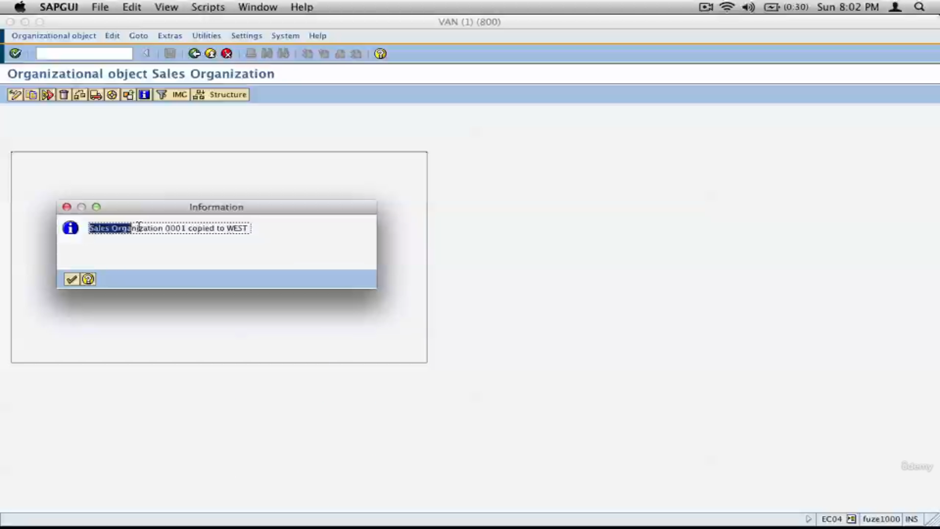 SAPGUI File Edit View Scripts Window Help (0:30) Sun 8:02 PM
VAN (1) (800)
Organizational object Edit Goto Extras Utilities Settings System Help
Organizational object Sales Organization
IMG Structure
Information
Sales Organization 0001 copied to WEST
Udemy
EC04 fuze1000 INS